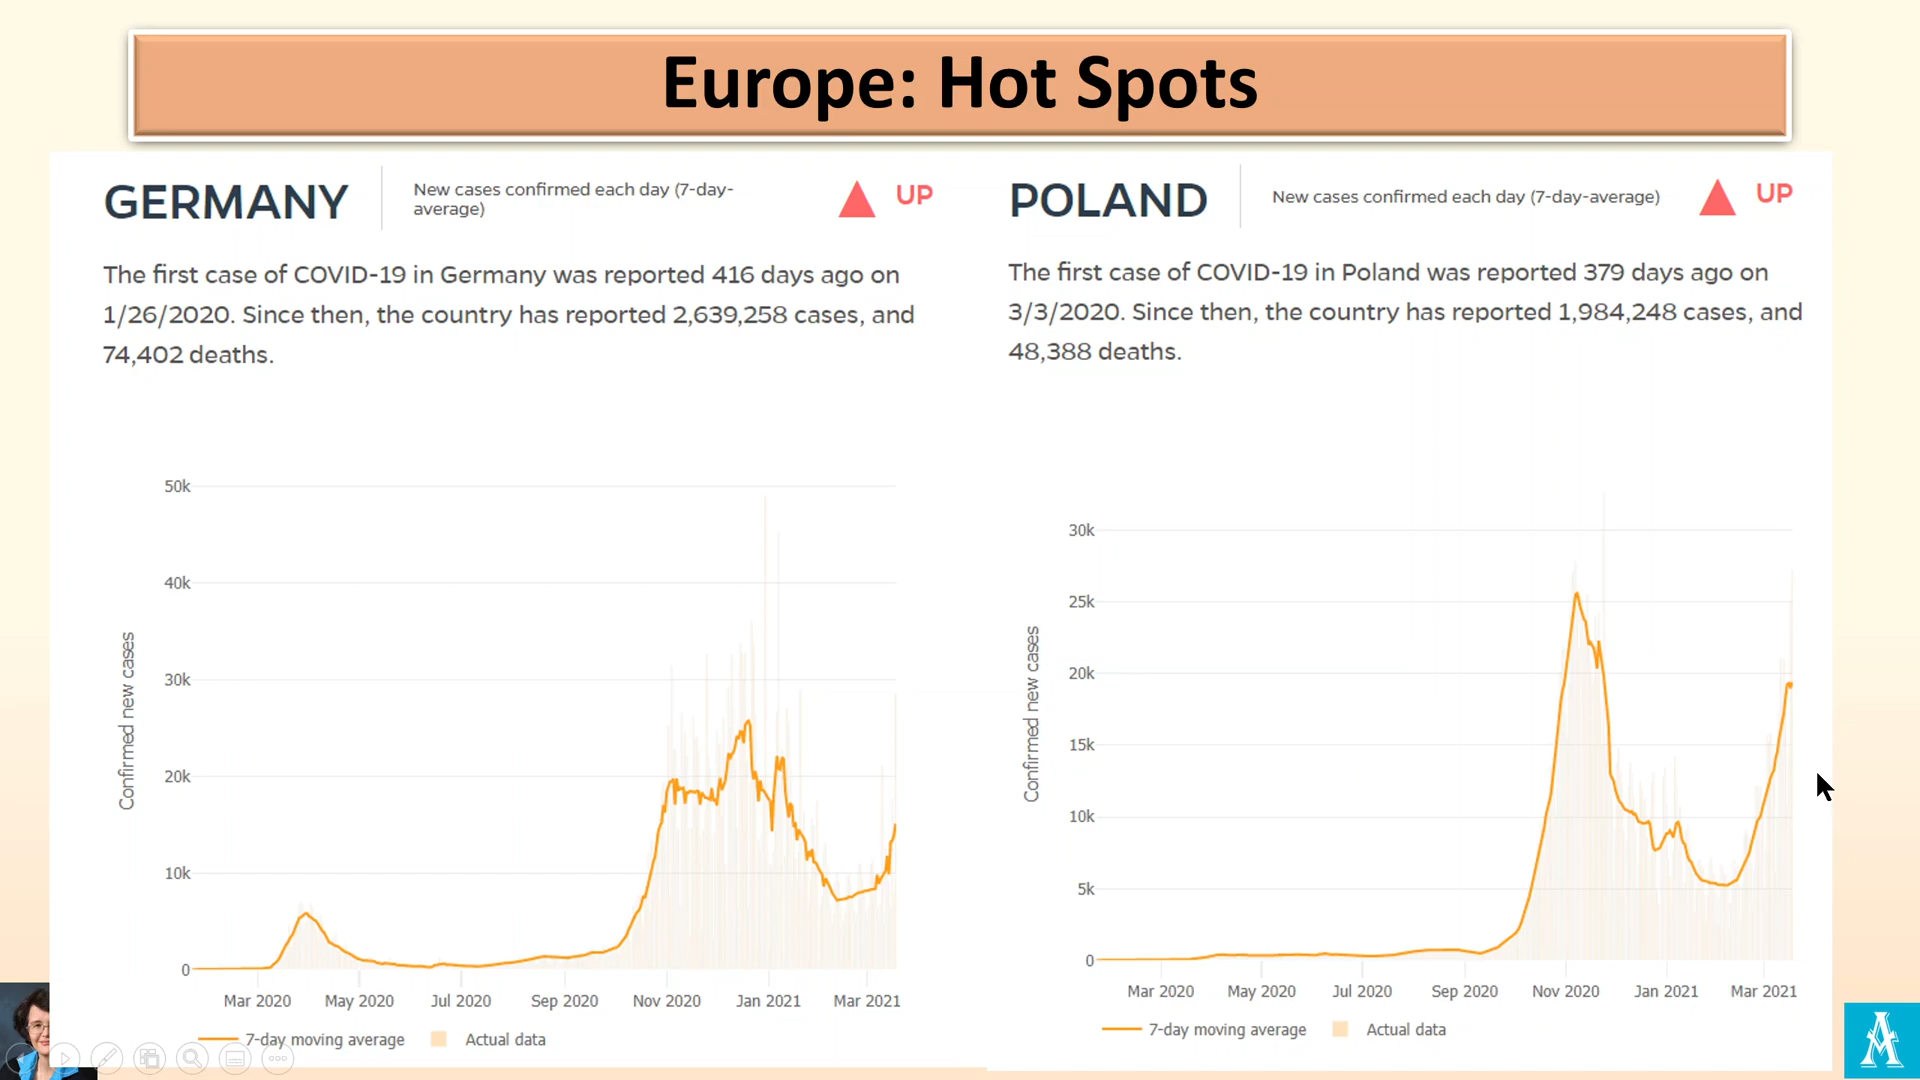 Europe: Hot Spots
GERMANY
New cases confirmed each day (7-day-
average)
UP
The first case of COVID-19 in Germany was reported 416 days ago on
1/26/2020. Since then, the country has reported 2,639,258 cases, and
74,402 deaths.
50k
40k
30k
20k
10k
0
Confirmed new cases
Mar 2020 May 2020 Jul 2020 Sep 2020 Nov 2020 Jan 2021 Mar 2021
7-day moving average Actual data
POLAND
New cases confirmed each day (7-day-average)
UP
The first case of COVID-19 in Poland was reported 379 days ago on
3/3/2020. Since then, the country has reported 1,984,248 cases, and
48,388 deaths.
30k
25k
20k
15k
10k
5k
0
Confirmed new cases
Mar 2020 May 2020 Jul 2020 Sep 2020 Nov 2020 Jan 2021 Mar 2021
7-day moving average Actual data
A